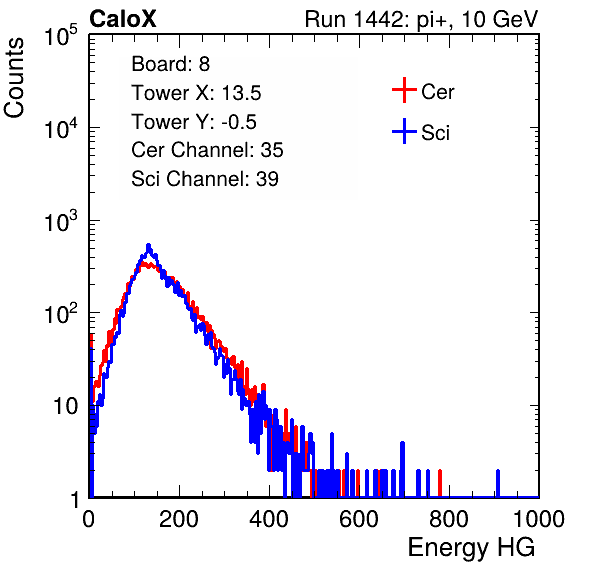 CaloX Run 1442: pi+, 10 GeV
Counts
Board: 8
Tower X: 13.5
Tower Y: -0.5
Cer Channel: 35
Sci Channel: 39
Cer
Sci
10^5
10^4
10^3
10^2
10
1
0 200 400 600 800 1000
Energy HG